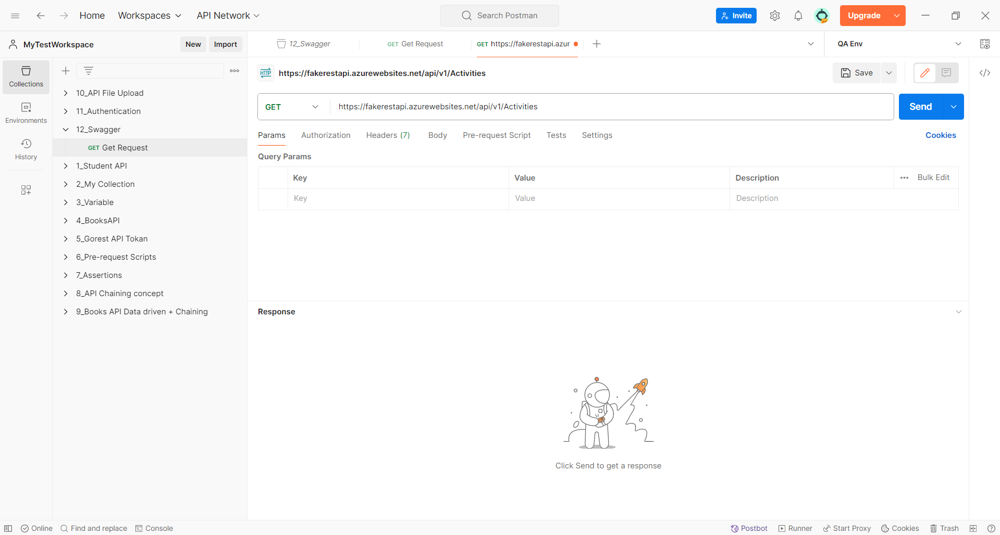 Home Workspaces API Network Search Postman Invite Upgrade
MyTestWorkspace New Import 12_Swagger GET Get Request GET https://fakerestapi.azur QA Env
Collections
Environments
History
10_API File Upload
11_Authentication
12_Swagger
GET Get Request
1_Student API
2_My Collection
3_Variable
4_BooksAPI
5_Gorest API Tokan
6_Pre-request Scripts
7_Assertions
8_API Chaining concept
9_Books API Data driven + Chaining
HTTP https://fakerestapi.azurewebsites.net/api/v1/Activities Save
GET https://fakerestapi.azurewebsites.net/api/v1/Activities Send
Params Authorization Headers (7) Body Pre-request Script Tests Settings Cookies
Query Params
Key Value Description Bulk Edit
Key Value Description
Response
Click Send to get a response
Online Find and replace Console Postbot Runner Start Proxy Cookies Trash